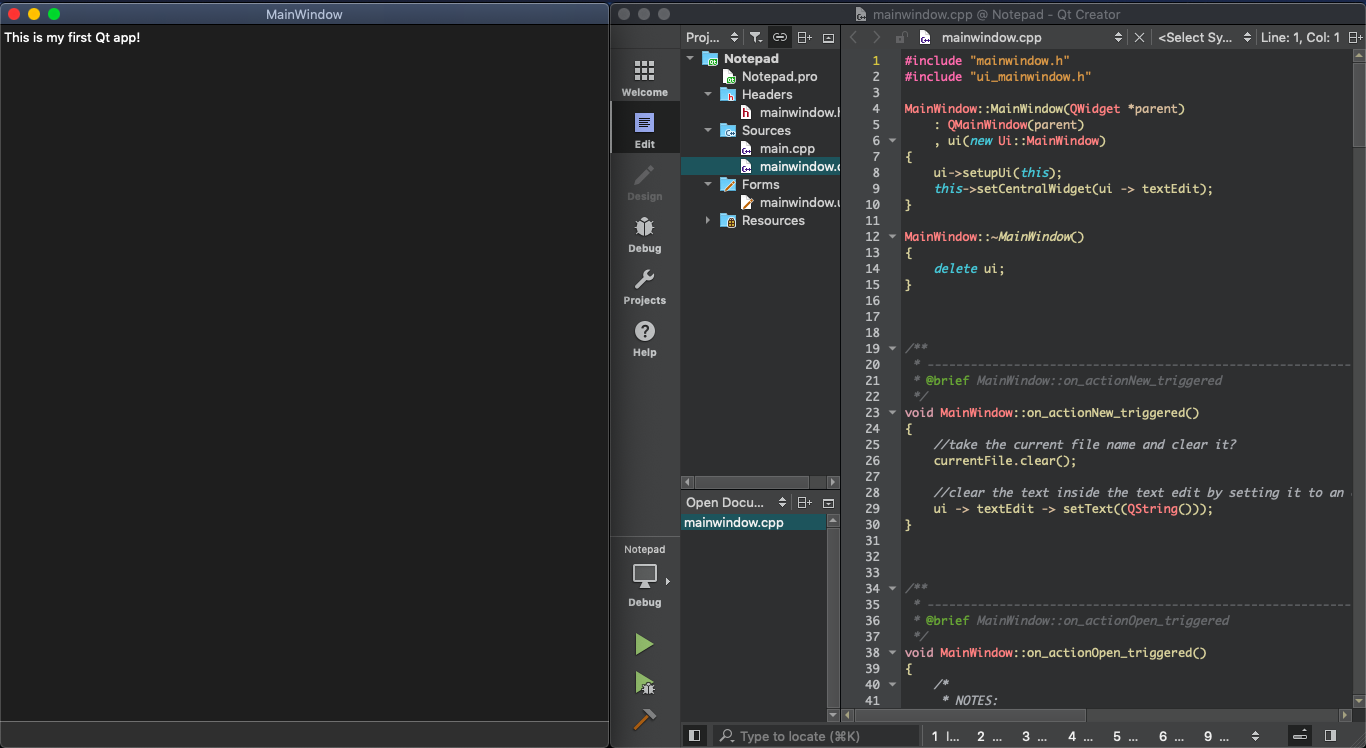 MainWindow
This is my first Qt app!
mainwindow.cpp @ Notepad - Qt Creator
Proj...
mainwindow.cpp
<Select Sy...
Line: 1, Col: 1
Welcome
Edit
Design
Debug
Projects
Help
Notepad
Debug
Notepad
Notepad.pro
Headers
mainwindow.h
Sources
main.cpp
mainwindow.c
Forms
mainwindow.u
Resources
Open Docu...
mainwindow.cpp
1 #include "mainwindow.h"
2 #include "ui_mainwindow.h"
3
4 MainWindow::MainWindow(QWidget *parent)
5 : QMainWindow(parent)
6 , ui(new Ui::MainWindow)
7 {
8 ui->setupUi(this);
9 this->setCentralWidget(ui -> textEdit);
10 }
11
12 MainWindow::~MainWindow()
13 {
14 delete ui;
15 }
16
17
18
19 /**
20 * -----------------------------------------------------------
21 * @brief MainWindow::on_actionNew_triggered
22 */
23 void MainWindow::on_actionNew_triggered()
24 {
25 //take the current file name and clear it?
26 currentFile.clear();
27
28 //clear the text inside the text edit by setting it to an
29 ui -> textEdit -> setText((QString()));
30 }
31
32
33
34 /**
35 * -----------------------------------------------------------
36 * @brief MainWindow::on_actionOpen_triggered
37 */
38 void MainWindow::on_actionOpen_triggered()
39 {
40 /*
41 * NOTES:
Type to locate (⌘K)
1 I... 2 ... 3 ... 4 ... 5 ... 6 ... 9 ...